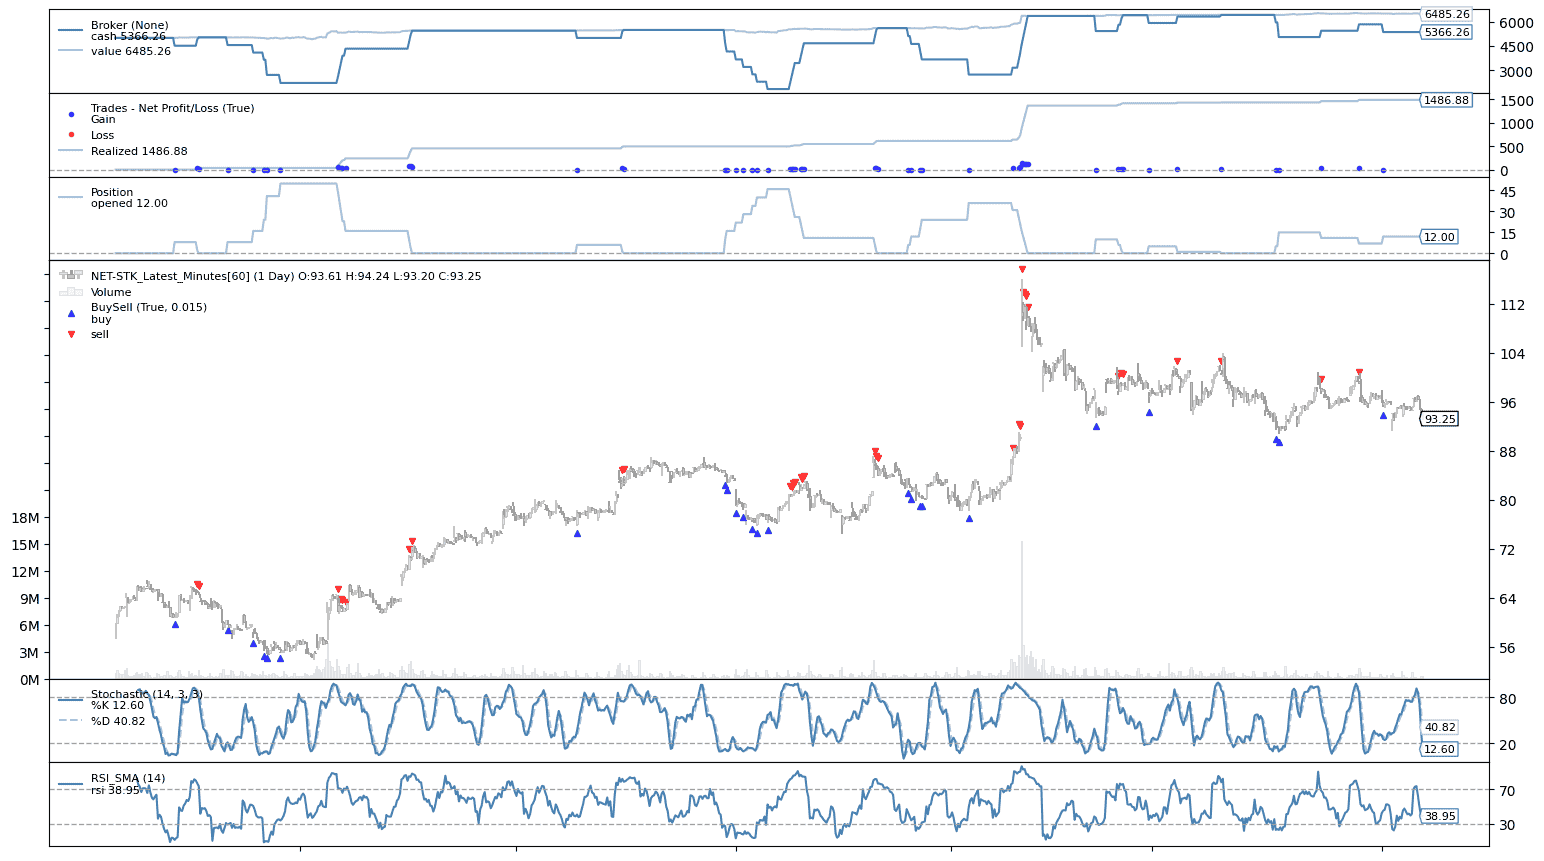 Broker (None)
cash 5366.26
value 6485.26
6485.26
5366.26
6000
4500
3000
Trades - Net Profit/Loss (True)
Gain
Loss
Realized 1486.88
1486.88
1500
1000
500
0
Position
opened 12.00
12.00
45
30
15
0
NET-STK_Latest_Minutes[60] (1 Day) O:93.61 H:94.24 L:93.20 C:93.25
Volume
BuySell (True, 0.015)
buy
sell
112
104
96
93.25
88
80
72
64
56
18M
15M
12M
9M
6M
3M
0M
Stochastic (14, 3, 3)
%K 12.60
%D 40.82
80
40.82
12.60
20
RSI_SMA (14)
rsi 38.95
70
38.95
30